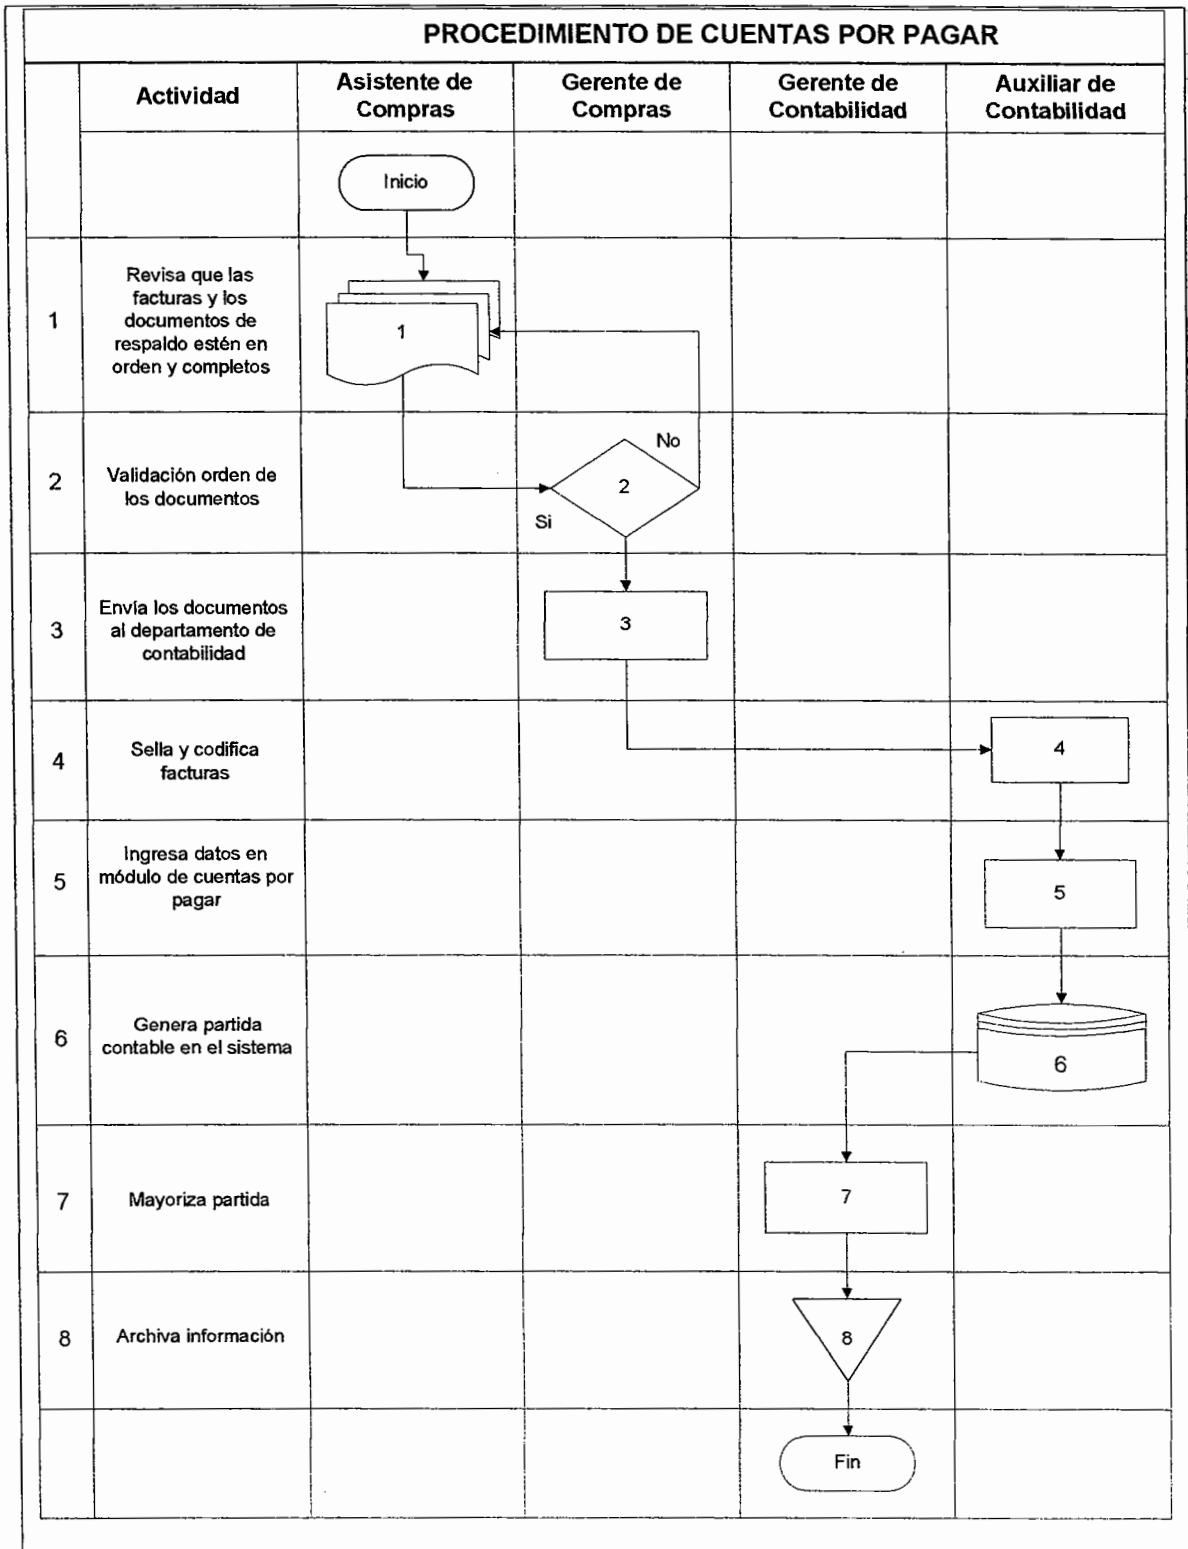 PROCEDIMIENTO DE CUENTAS POR PAGAR
Actividad
Asistente de
Compras
Gerente de
Compras
Gerente de
Contabilidad
Auxiliar de
Contabilidad
Inicio
1
Revisa que las
facturas y los
documentos de
respaldo estén en
orden y completos
1
2
Validación orden de
los documentos
No
2
Si
3
Envía los documentos
al departamento de
contabilidad
3
4
Sella y codifica
facturas
4
5
Ingresa datos en
módulo de cuentas por
pagar
5
6
Genera partida
contable en el sistema
6
7
Mayoriza partida
7
8
Archiva información
8
Fin